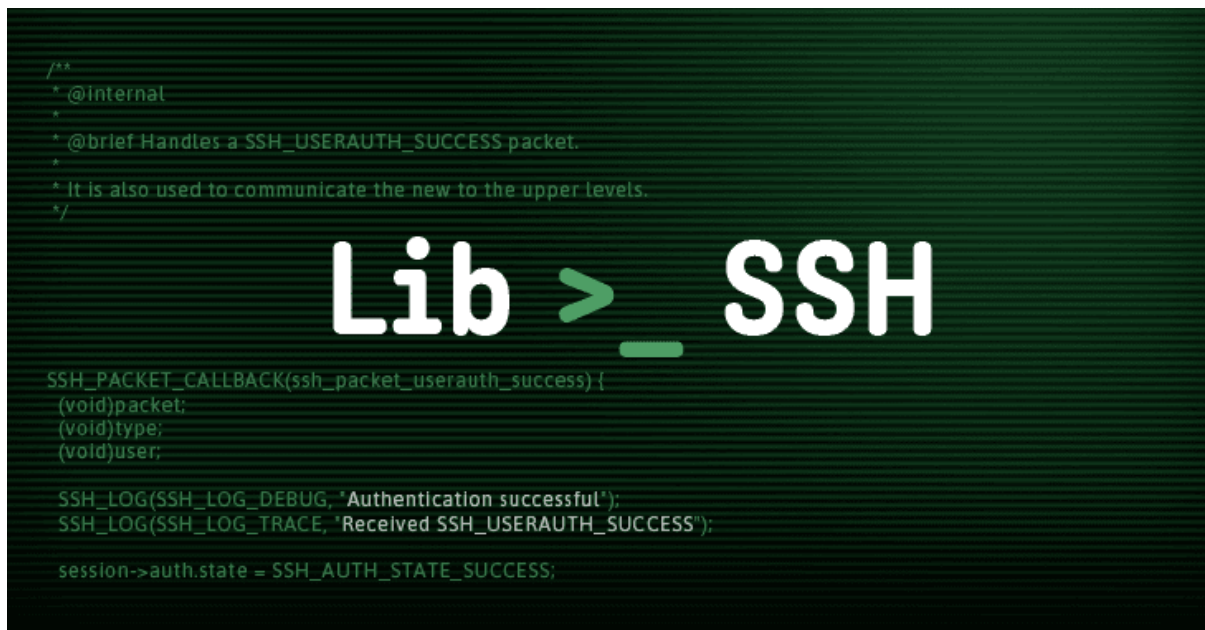 /**
* @internal
*
* @brief Handles a SSH_USERAUTH_SUCCESS packet.
*
* It is also used to communicate the new to the upper levels.
*/
Lib >_ SSH
SSH_PACKET_CALLBACK(ssh_packet_userauth_success) {
(void)packet;
(void)type;
(void)user;
SSH_LOG(SSH_LOG_DEBUG, "Authentication successful");
SSH_LOG(SSH_LOG_TRACE, "Received SSH_USERAUTH_SUCCESS");
session->auth.state = SSH_AUTH_STATE_SUCCESS;